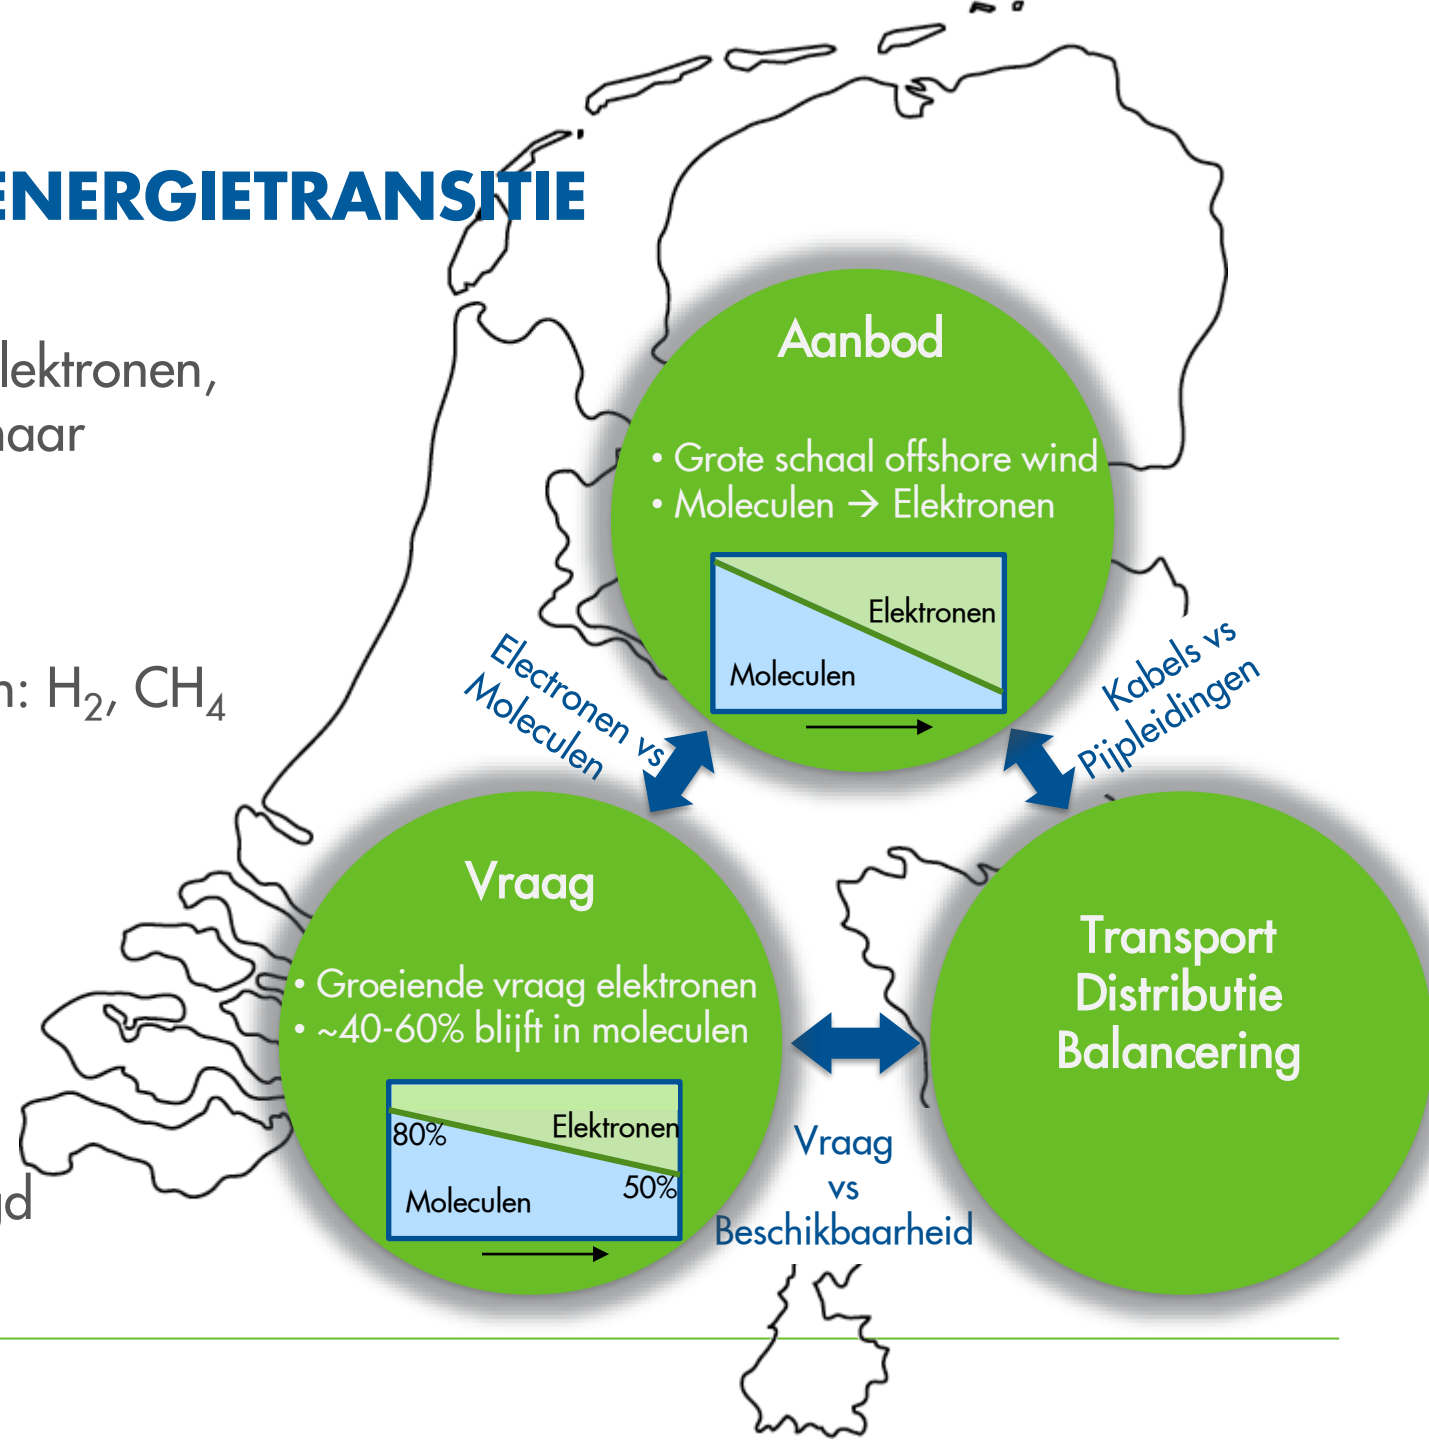 ENERGIETRANSITIE
lektronen,
naar
n: H₂, CH₄
gd
Aanbod
• Grote schaal offshore wind
• Moleculen → Elektronen
Elektronen
Moleculen
Electronen vs
Moleculen
Kabels vs
Pijpleidingen
Vraag
• Groeiende vraag elektronen
• ~40-60% blijft in moleculen
80%
Elektronen
50%
Moleculen
Vraag
vs
Beschikbaarheid
Transport
Distributie
Balancering